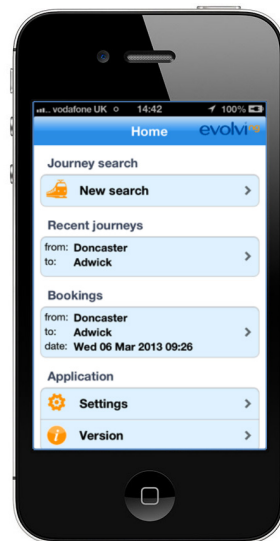 vodafone UK 14:42 100%
Home evolvi
Journey search
New search
Recent journeys
from: Doncaster
to: Adwick
Bookings
from: Doncaster
to: Adwick
date: Wed 06 Mar 2013 09:26
Application
Settings
Version